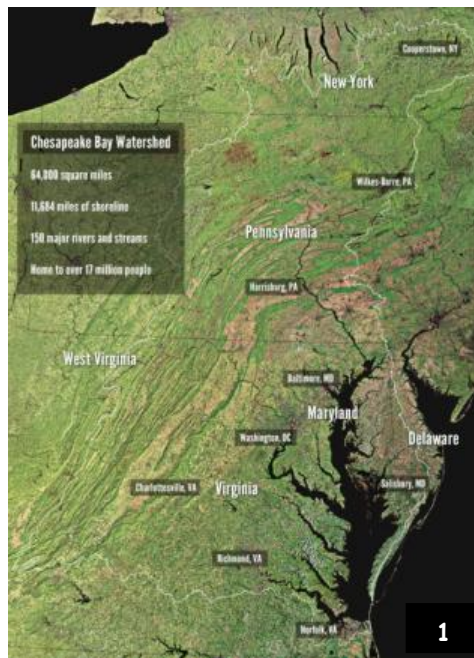 Cooperstown, NY
New York
Chesapeake Bay Watershed
64,000 square miles
11,684 miles of shoreline
150 major rivers and streams
Home to over 17 million people
Wilkes-Barre, PA
Pennsylvania
Harrisburg, PA
West Virginia
Baltimore, MD
Maryland
Washington, DC
Delaware
Charlottesville, VA
Virginia
Salisbury, MD
Richmond, VA
Norfolk, VA
1